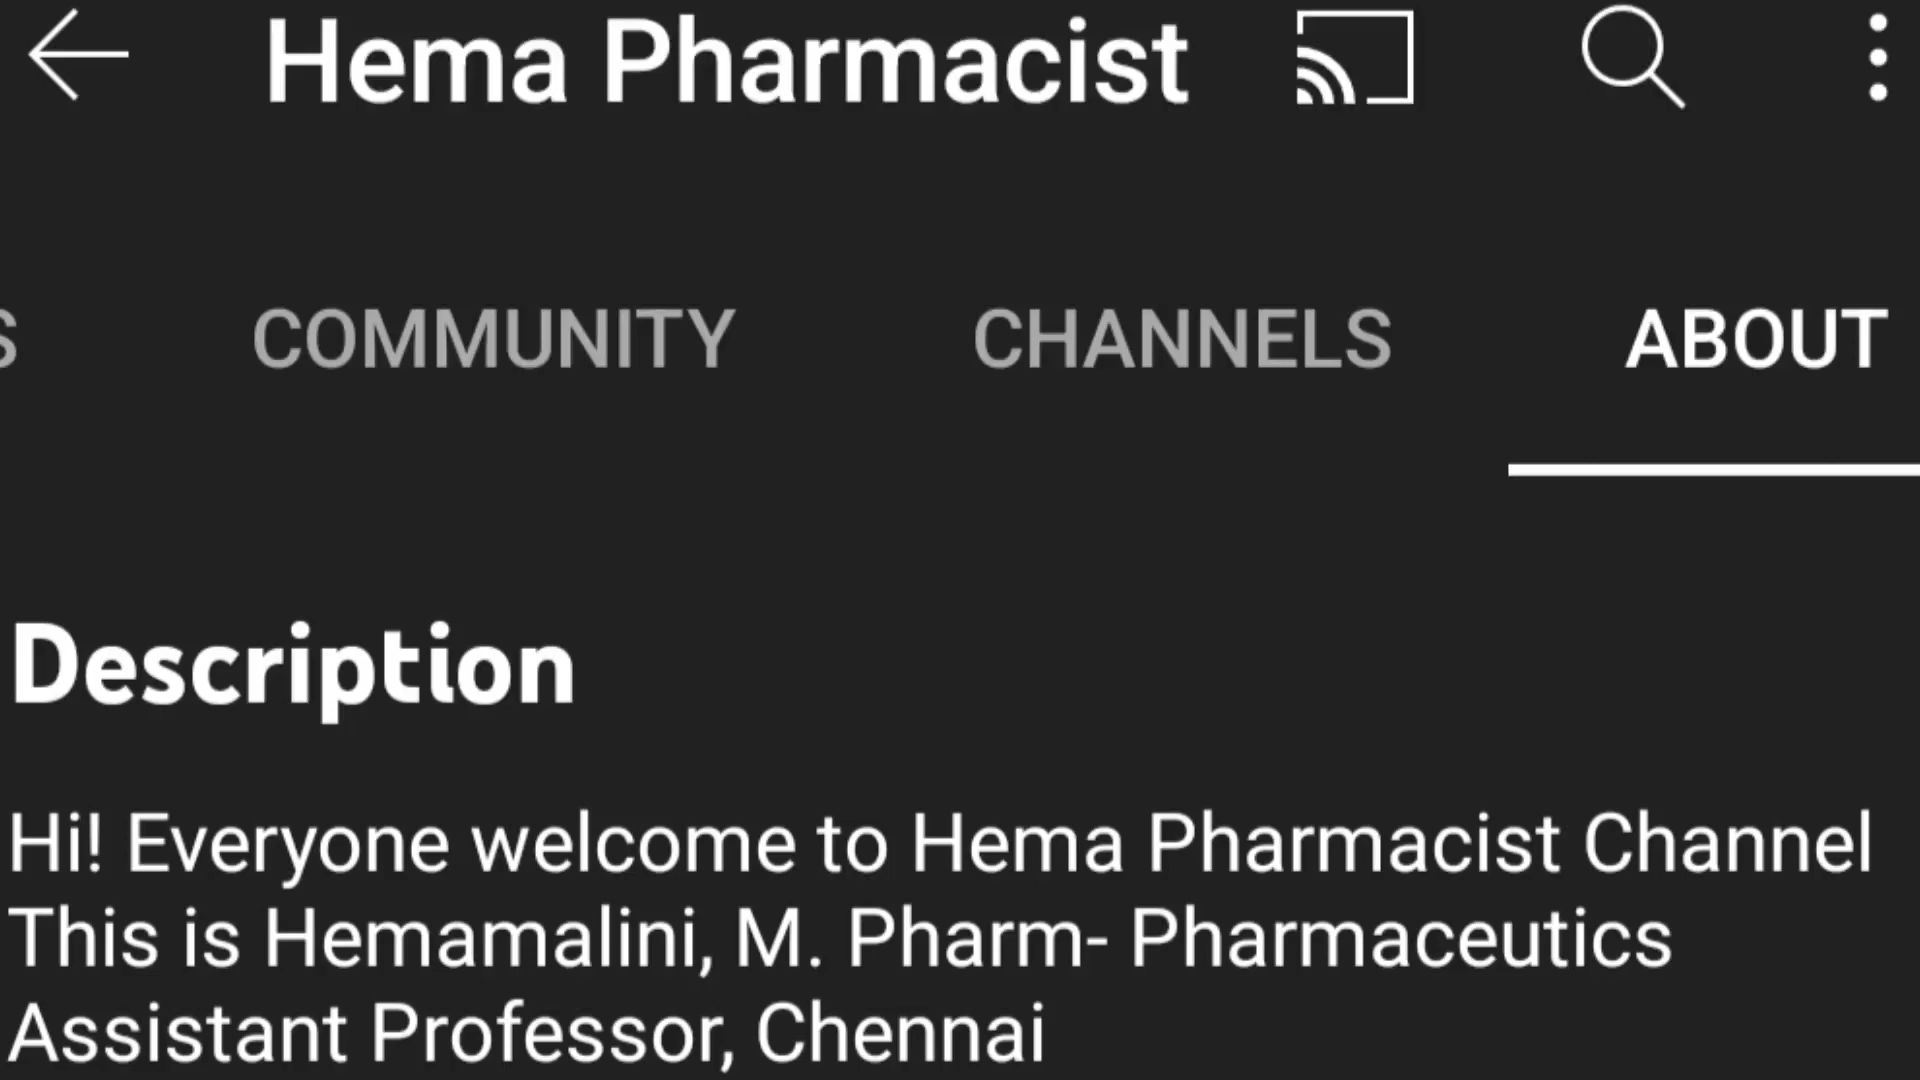 Hema Pharmacist
S COMMUNITY CHANNELS ABOUT
Description
Hi! Everyone welcome to Hema Pharmacist Channel
This is Hemamalini, M. Pharm- Pharmaceutics
Assistant Professor, Chennai